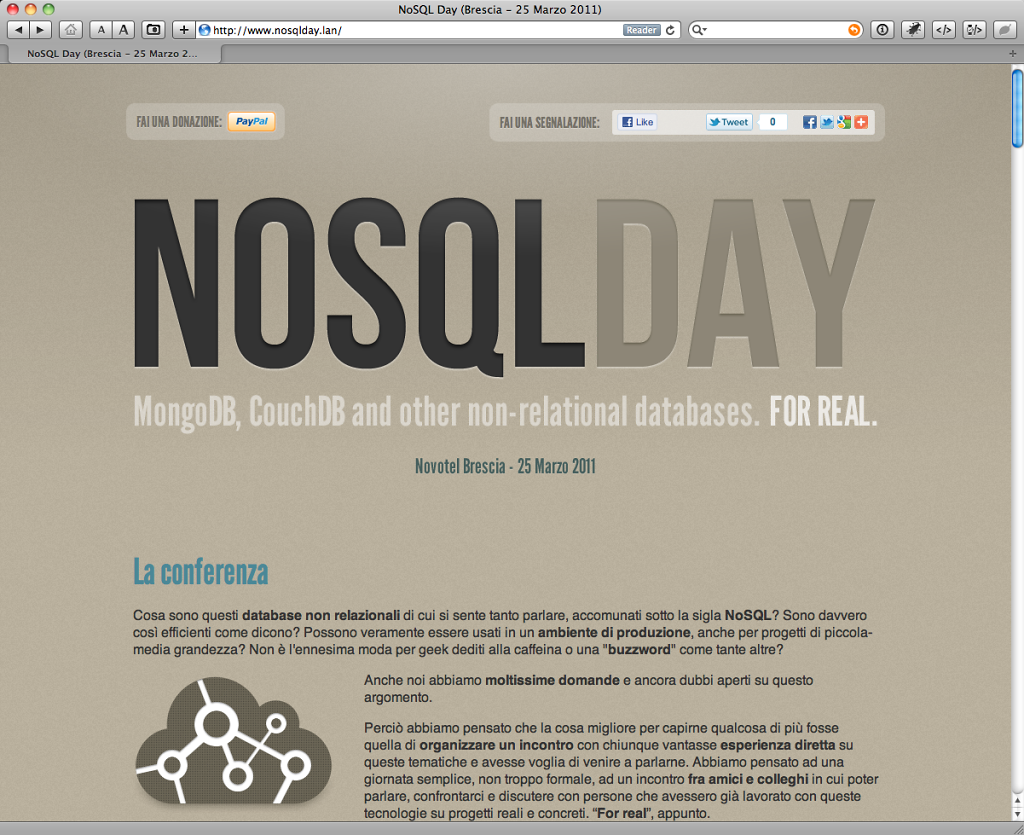 NoSQL Day (Brescia – 25 Marzo 2011)
A A
+ http://www.nosqlday.lan/ Reader
NoSQL Day (Brescia – 25 Marzo 2...
FAI UNA DONAZIONE: PayPal
FAI UNA SEGNALAZIONE: Like Tweet 0
NOSQLDAY
MongoDB, CouchDB and other non-relational databases. FOR REAL.
Novotel Brescia - 25 Marzo 2011
La conferenza
Cosa sono questi database non relazionali di cui si sente tanto parlare, accomunati sotto la sigla NoSQL? Sono davvero
così efficienti come dicono? Possono veramente essere usati in un ambiente di produzione, anche per progetti di piccola-
media grandezza? Non è l'ennesima moda per geek dediti alla caffeina o una "buzzword" come tante altre?
Anche noi abbiamo moltissime domande e ancora dubbi aperti su questo
argomento.
Perciò abbiamo pensato che la cosa migliore per capirne qualcosa di più fosse
quella di organizzare un incontro con chiunque vantasse esperienza diretta su
queste tematiche e avesse voglia di venire a parlarne. Abbiamo pensato ad una
giornata semplice, non troppo formale, ad un incontro fra amici e colleghi in cui poter
parlare, confrontarci e discutere con persone che avessero già lavorato con queste
tecnologie su progetti reali e concreti. “For real”, appunto.